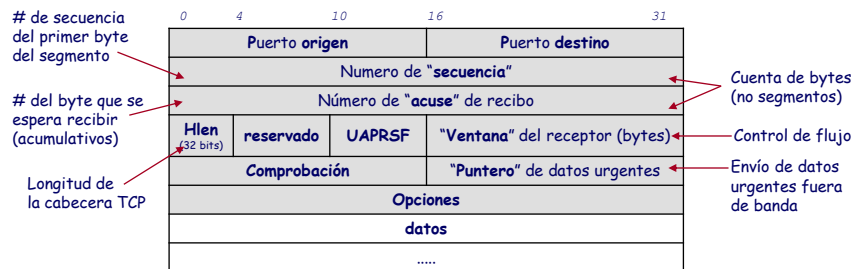 0 4 10 16 31
# de secuencia
del primer byte
del segmento
Puerto origen Puerto destino
Numero de “secuencia”
Cuenta de bytes
(no segmentos)
# del byte que se
espera recibir
(acumulativos)
Número de “acuse” de recibo
Hlen
(32 bits)
reservado UAPRSF “Ventana” del receptor (bytes)
Control de flujo
Longitud de
la cabecera TCP
Comprobación “Puntero” de datos urgentes
Envío de datos
urgentes fuera
de banda
Opciones
datos
.....